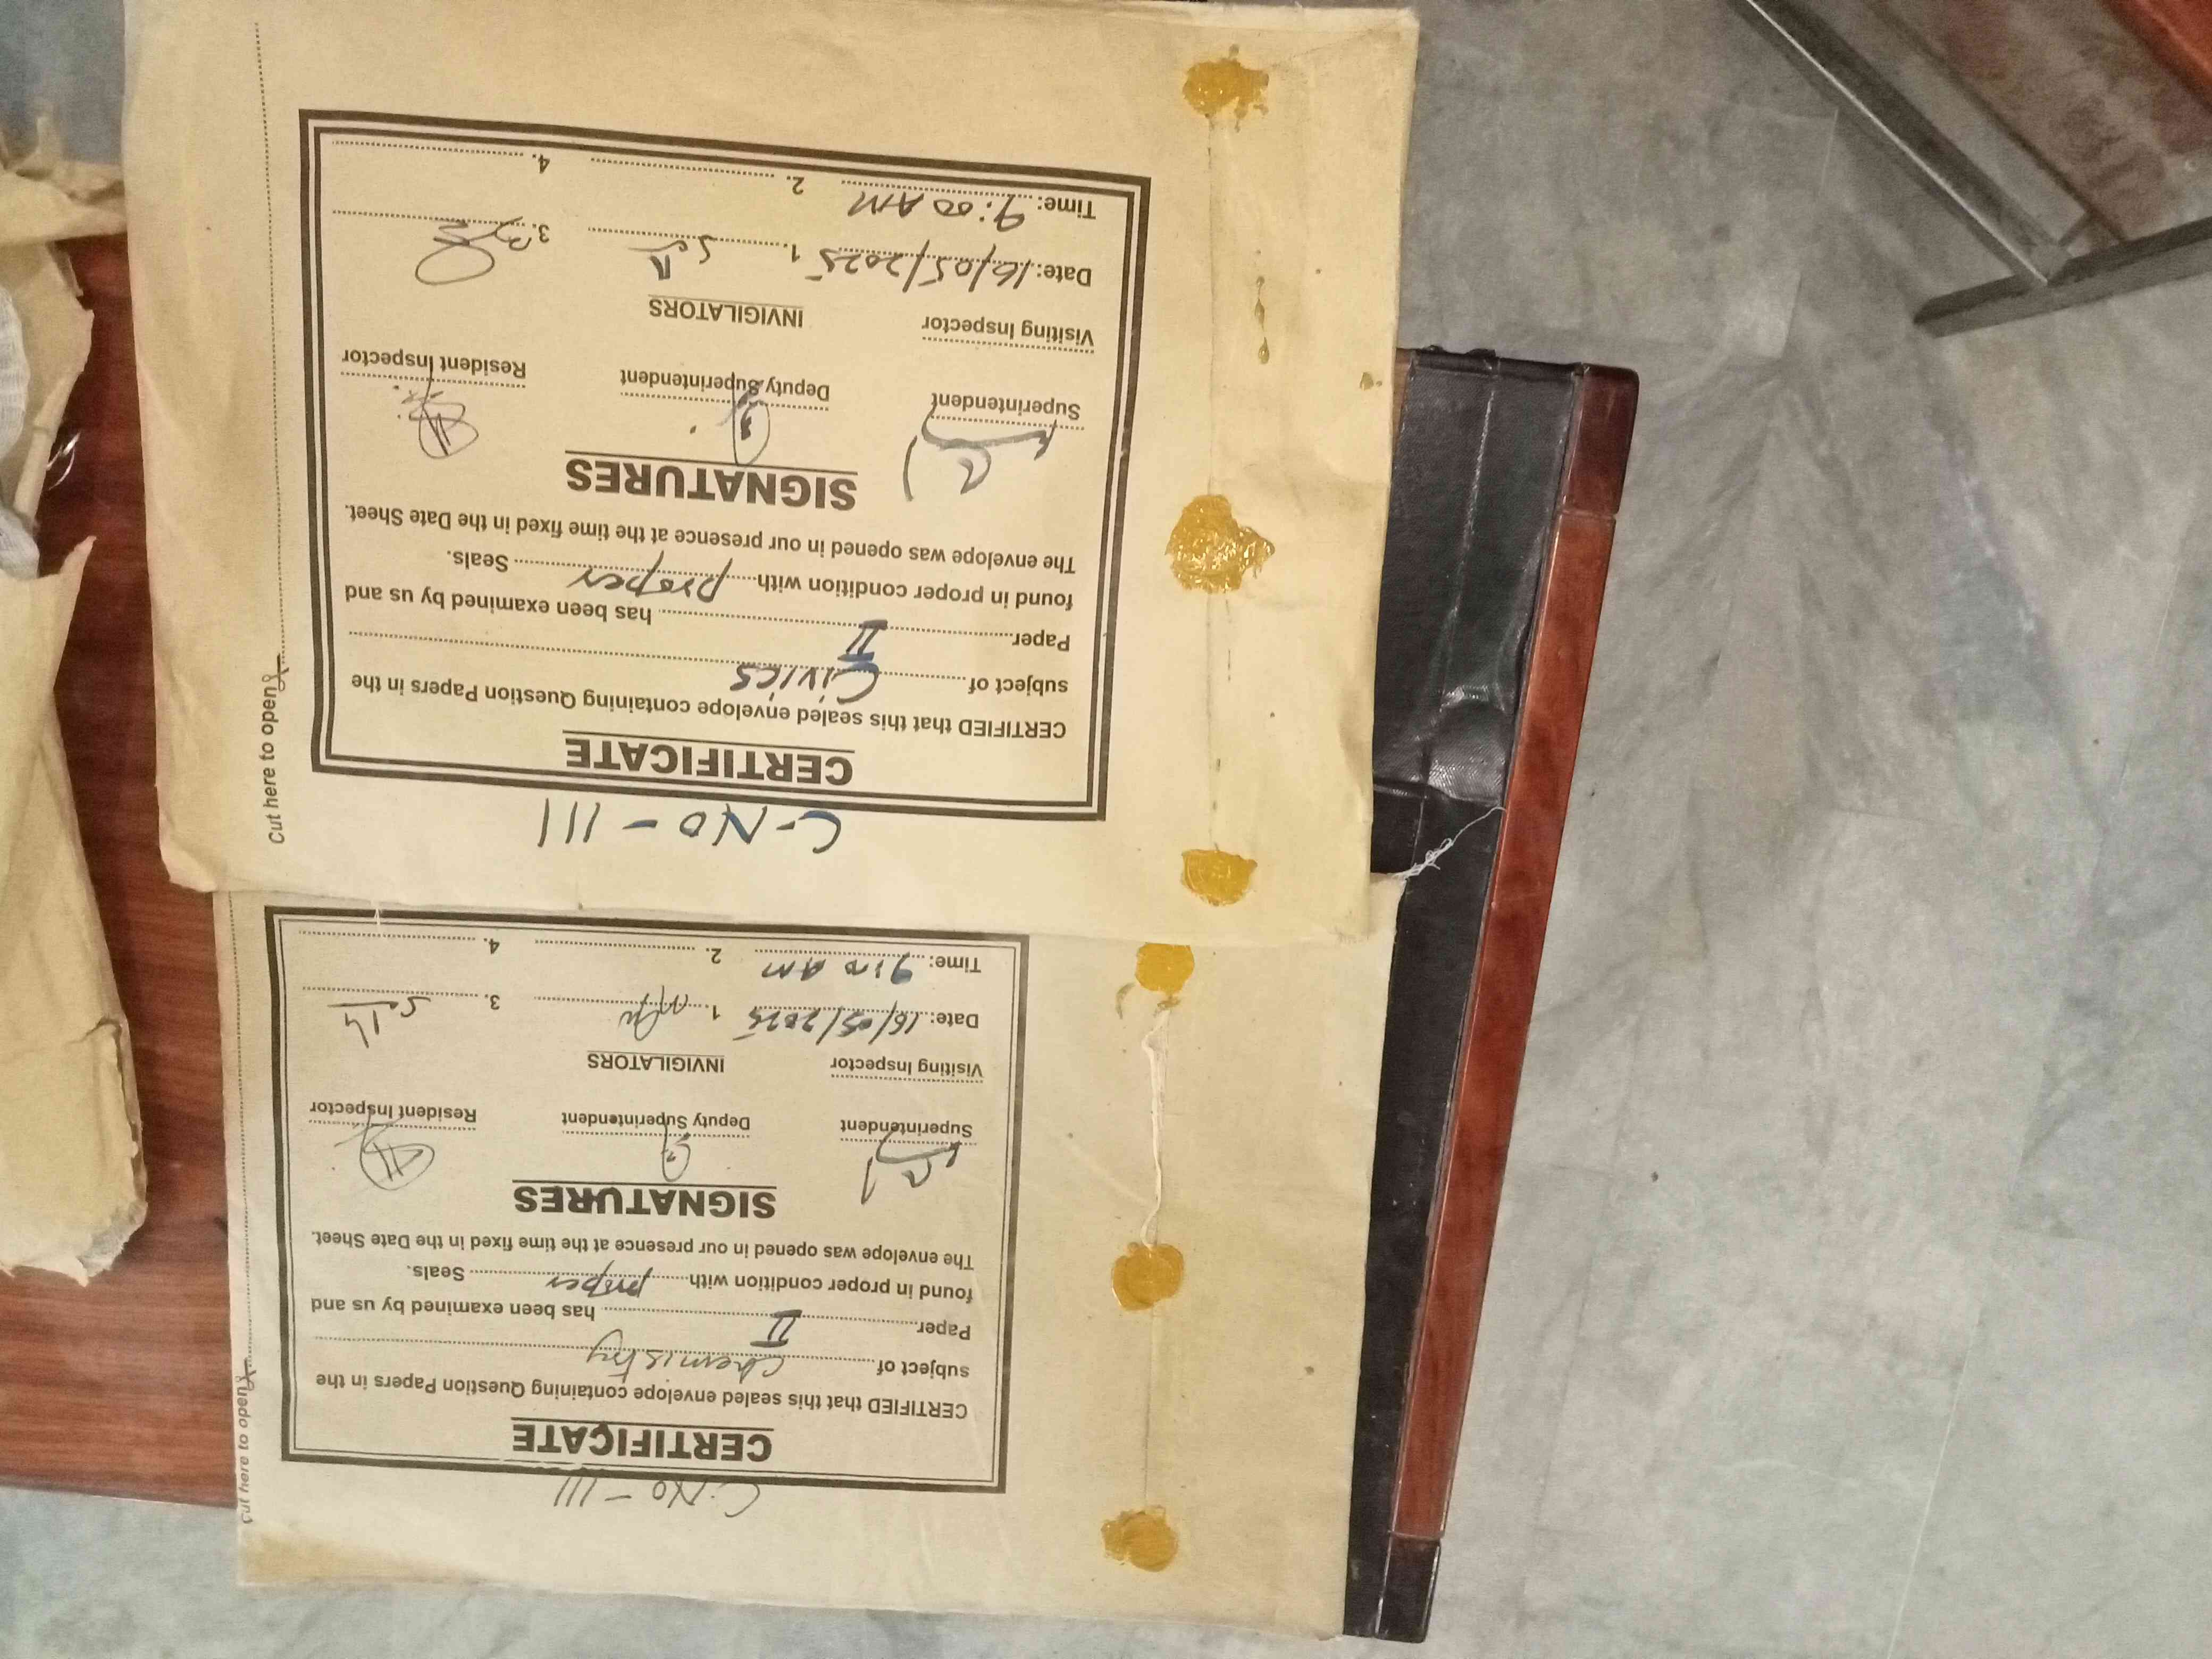 C-NO-111
CERTIFICATE
CERTIFIED that this sealed envelope containing Question Papers in the
subject of Chemistry
Paper II has been examined by us and
found in proper condition with proper Seals.
The envelope was opened in our presence at the time fixed in the Date Sheet.
SIGNATURES
Superintendent Deputy Superintendent Resident Inspector
Visiting Inspector INVIGILATORS
Date: 16/05/2025 1. 3.
Time: AM 2. 4.
Cut here to open
C-NO-111
CERTIFICATE
CERTIFIED that this sealed envelope containing Question Papers in the
subject of Civics
Paper II has been examined by us and
found in proper condition with proper Seals.
The envelope was opened in our presence at the time fixed in the Date Sheet.
SIGNATURES
Superintendent Deputy Superintendent Resident Inspector
Visiting Inspector INVIGILATORS
Date: 16/05/2025 1. 3.
Time: 9:00 AM 2. 4.
Cut here to open